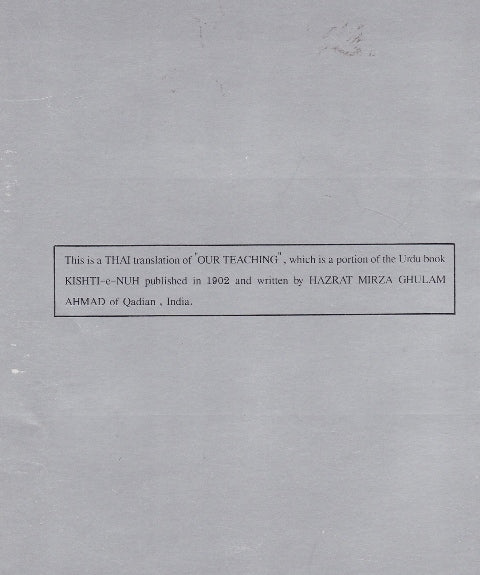 This is a THAI translation of "OUR TEACHING", which is a portion of the Urdu book
KISHTI-e-NUH published in 1902 and written by HAZRAT MIRZA GHULAM
AHMAD of Qadian , India.